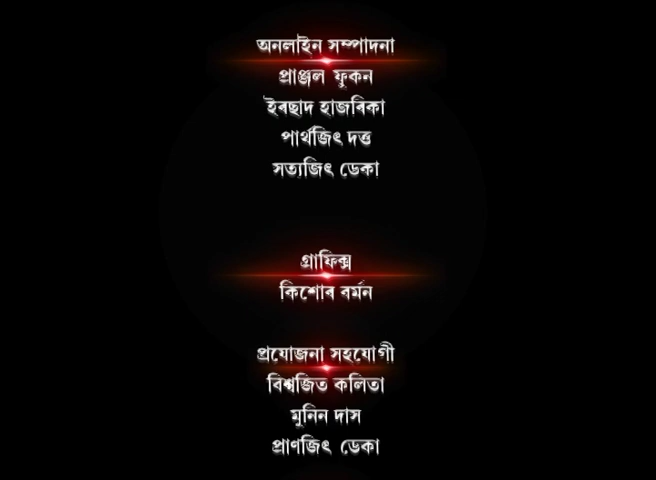 অনলাইন সম্পাদনা
প্ৰাঞ্জল ফুকন
ইৰছাদ হাজৰিকা
পাৰ্থজিৎ দত্ত
সত্যজিৎ ডেকা
গ্ৰাফিক্স
কিশোৰ বৰ্মন
প্ৰযোজনা সহযোগী
বিশ্বজিত কলিতা
মুনিন দাস
প্ৰাণজিৎ ডেকা